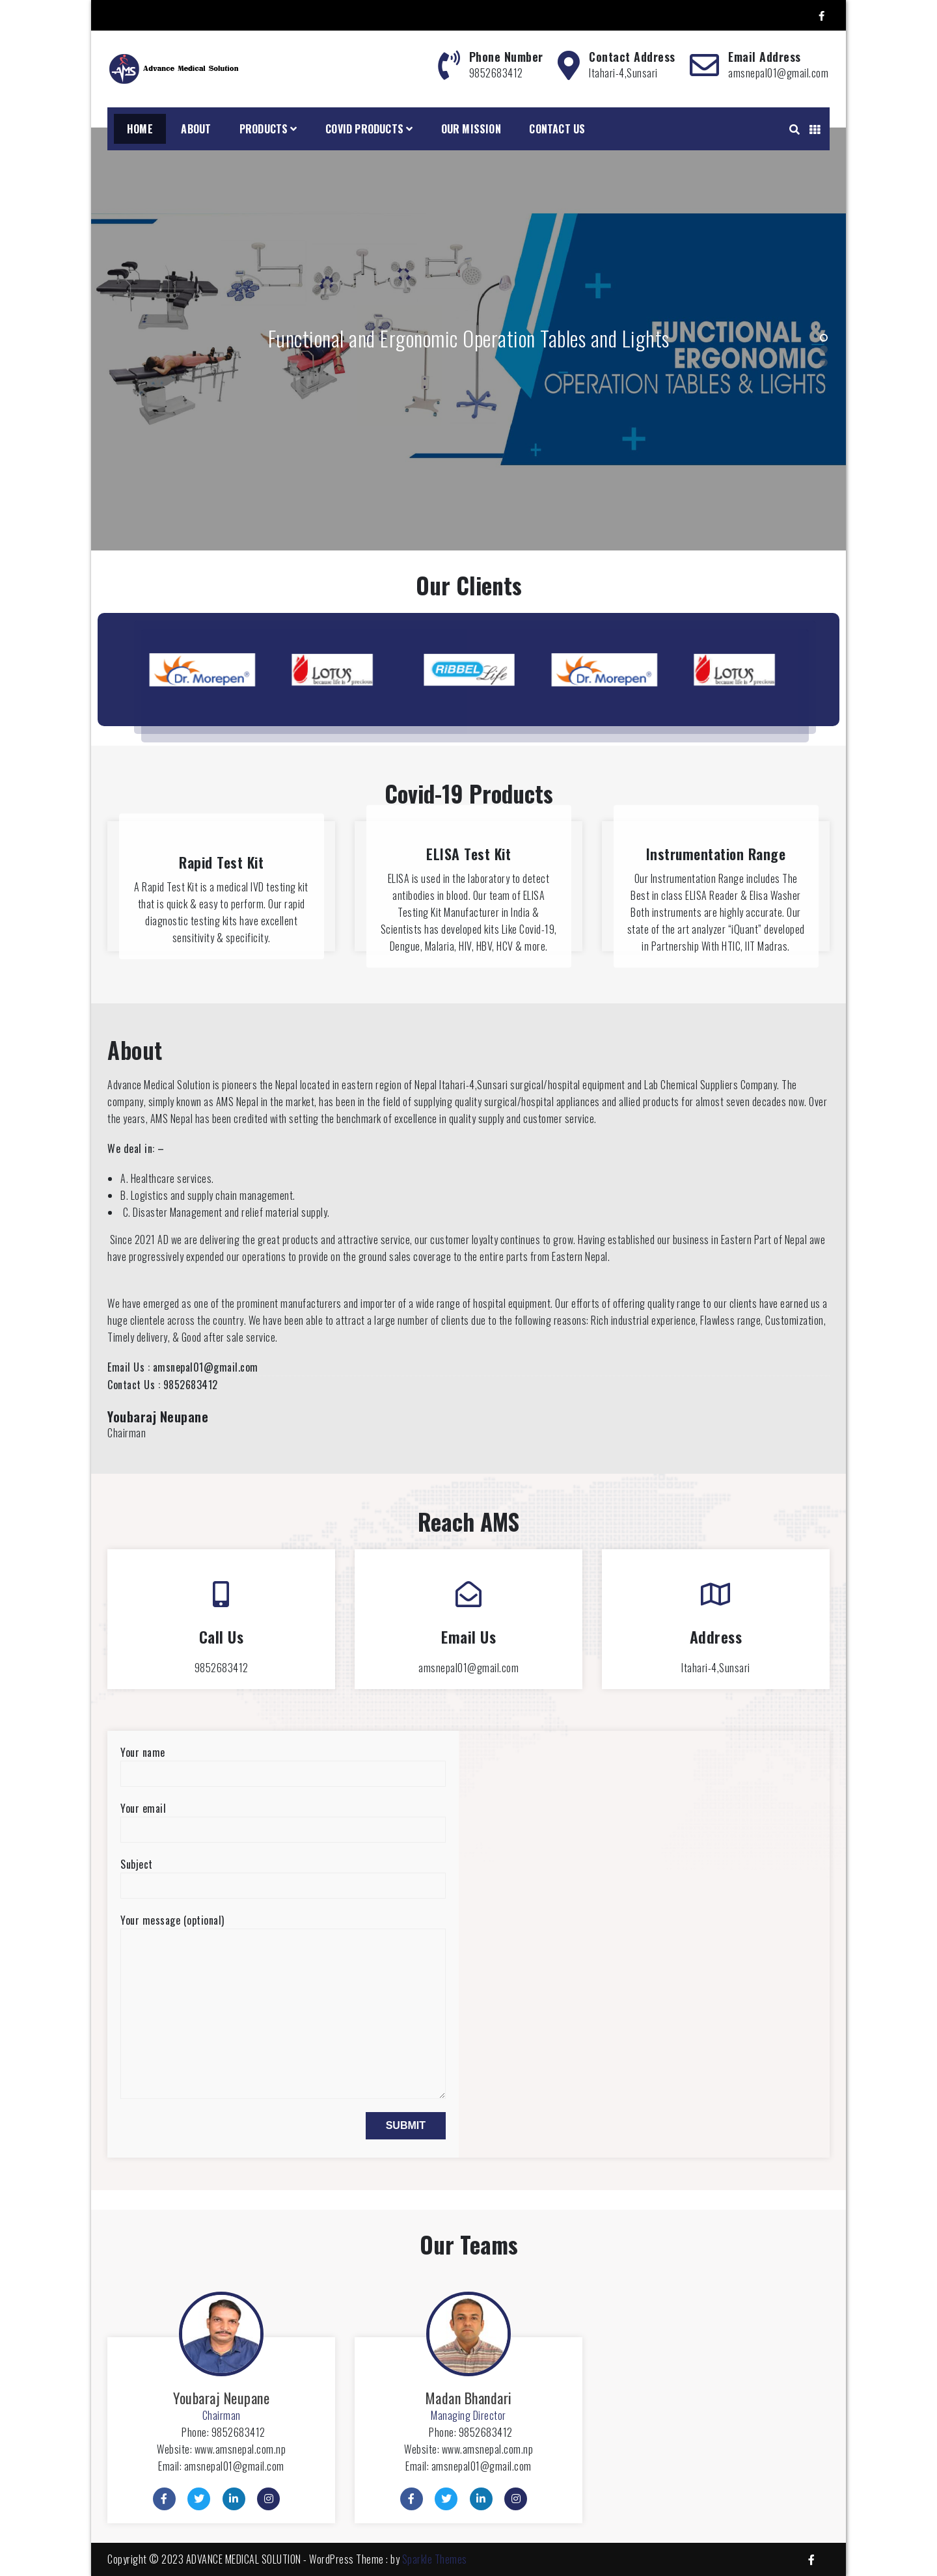 Advance Medical Solution
Phone Number
9852683412
Contact Address
Itahari-4,Sunsari
Email Address
amsnepal01@gmail.com
HOME ABOUT PRODUCTS COVID PRODUCTS OUR MISSION CONTACT US
Functional and Ergonomic Operation Tables and Lights
FUNCTIONAL &
ERGONOMIC
OPERATION TABLES & LIGHTS
Our Clients
Dr. Morepen
LOTUS
because life is precious
RIBBEL
Life
Dr. Morepen
LOTUS
because life is precious
Covid-19 Products
Rapid Test Kit
A Rapid Test Kit is a medical IVD testing kit
that is quick & easy to perform. Our rapid
diagnostic testing kits have excellent
sensitivity & specificity.
ELISA Test Kit
ELISA is used in the laboratory to detect
antibodies in blood. Our team of ELISA
Testing Kit Manufacturer in India &
Scientists has developed kits Like Covid-19,
Dengue, Malaria, HIV, HBV, HCV & more.
Instrumentation Range
Our Instrumentation Range includes The
Best in class ELISA Reader & Elisa Washer
Both instruments are highly accurate. Our
state of the art analyzer “iQuant” developed
in Partnership With HTIC, IIT Madras.
About
Advance Medical Solution is pioneers the Nepal located in eastern region of Nepal Itahari-4,Sunsari surgical/hospital equipment and Lab Chemical Suppliers Company. The
company, simply known as AMS Nepal in the market, has been in the field of supplying quality surgical/hospital appliances and allied products for almost seven decades now. Over
the years, AMS Nepal has been credited with setting the benchmark of excellence in quality supply and customer service.
We deal in: –
• A. Healthcare services.
• B. Logistics and supply chain management.
• C. Disaster Management and relief material supply.
Since 2021 AD we are delivering the great products and attractive service, our customer loyalty continues to grow. Having established our business in Eastern Part of Nepal awe
have progressively expended our operations to provide on the ground sales coverage to the entire parts from Eastern Nepal.
We have emerged as one of the prominent manufacturers and importer of a wide range of hospital equipment. Our efforts of offering quality range to our clients have earned us a
huge clientele across the country. We have been able to attract a large number of clients due to the following reasons: Rich industrial experience, Flawless range, Customization,
Timely delivery, & Good after sale service.
Email Us : amsnepal01@gmail.com
Contact Us : 9852683412
Youbaraj Neupane
Chairman
Reach AMS
Call Us
9852683412
Email Us
amsnepal01@gmail.com
Address
Itahari-4,Sunsari
Your name
Your email
Subject
Your message (optional)
SUBMIT
Our Teams
Youbaraj Neupane
Chairman
Phone: 9852683412
Website: www.amsnepal.com.np
Email: amsnepal01@gmail.com
Madan Bhandari
Managing Director
Phone: 9852683412
Website: www.amsnepal.com.np
Email: amsnepal01@gmail.com
Copyright © 2023 ADVANCE MEDICAL SOLUTION - WordPress Theme : by Sparkle Themes